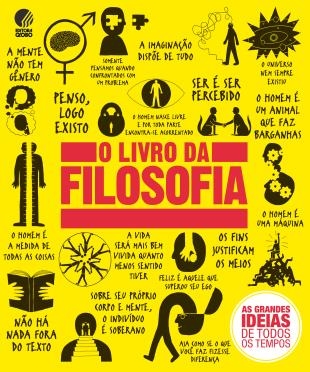 EDITORA
GLOBO
A MENTE
NÃO TEM
GÊNERO
SOMENTE
PENSAMOS QUANDO
CONFRONTADOS COM
UM PROBLEMA
A IMAGINAÇÃO
DISPÕE DE TUDO
O UNIVERSO
NEM SEMPRE
EXISTIU
PENSO,
LOGO
EXISTO
SER É SER
PERCEBIDO
O HOMEM NASCE LIVRE
E POR TODA PARTE
ENCONTRA-SE ACORRENTADO
O HOMEM É
UM ANIMAL
QUE FAZ
BARGANHAS
O LIVRO DA
FILOSOFIA
O HOMEM É
A MEDIDA DE
TODAS AS COISAS
A VIDA
SERÁ MAIS BEM
VIVIDA QUANTO
MENOS SENTIDO
TIVER
OS FINS
JUSTIFICAM
OS MEIOS
O HOMEM É
UMA MÁQUINA
FELIZ É AQUELE QUE
SUPEROU SEU EGO
NÃO HÁ
NADA FORA
DO TEXTO
SOBRE SEU PRÓPRIO
CORPO E MENTE,
O INDIVÍDUO
É SOBERANO
AJA COMO SE O QUE
VOCÊ FAZ FIZESSE
DIFERENÇA
AS GRANDES
IDEIAS
DE TODOS
OS TEMPOS